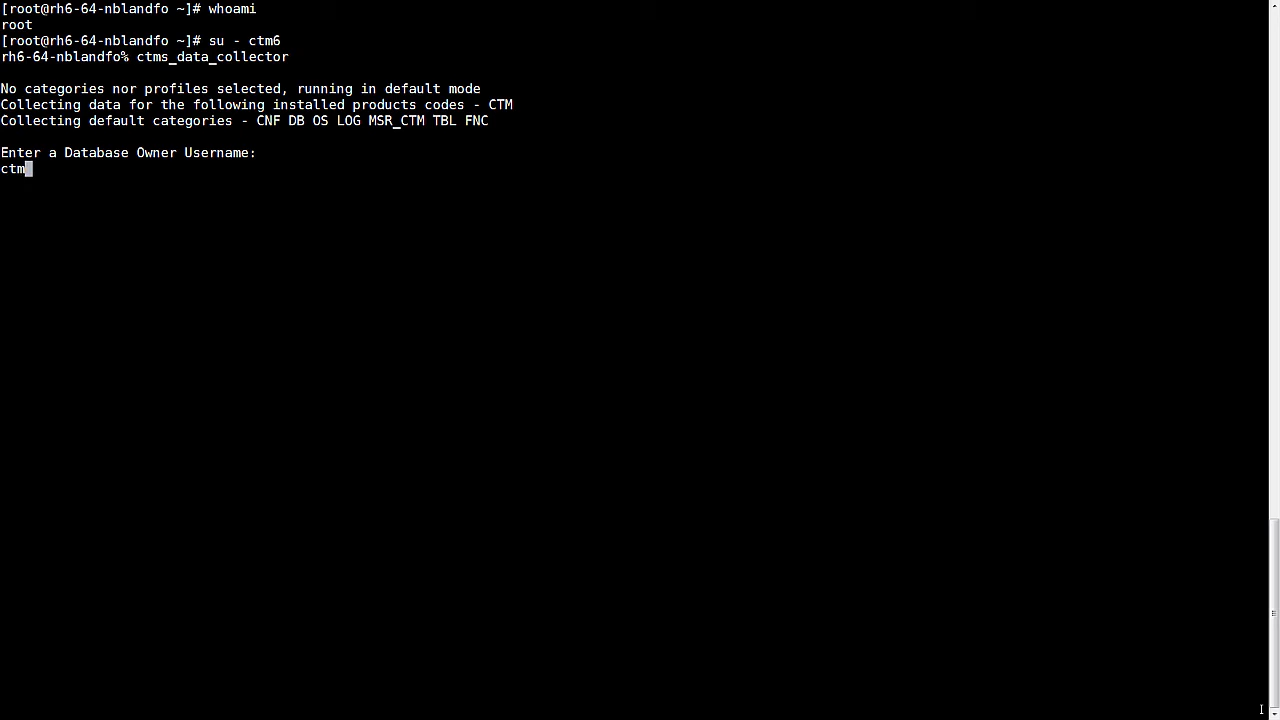 [root@rh6-64-nblandfo ~]# whoami
root
[root@rh6-64-nblandfo ~]# su - ctm6
rh6-64-nblandfo% ctms_data_collector
No categories nor profiles selected, running in default mode
Collecting data for the following installed products codes - CTM
Collecting default categories - CNF DB OS LOG MSR_CTM TBL FNC
Enter a Database Owner Username:
ctm